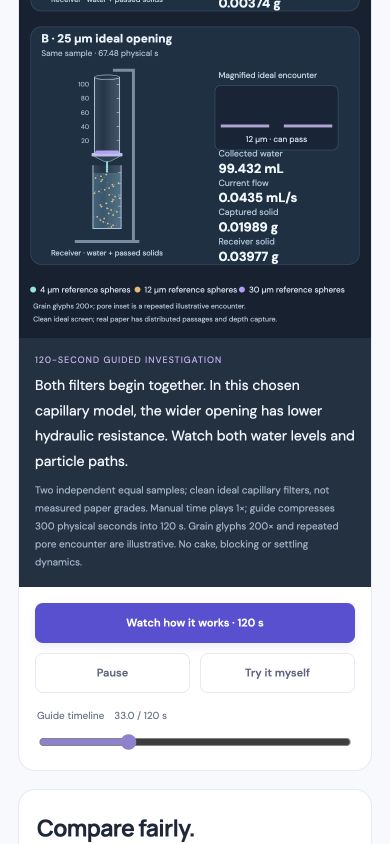 Receiver · water + passed solids
0.00374 g
B · 25 µm ideal opening
Same sample · 67.48 physical s
Magnified ideal encounter
100
80
60
40
20
12 µm · can pass
Collected water
99.432 mL
Current flow
0.0435 mL/s
Captured solid
0.01989 g
Receiver solid
0.03977 g
Receiver · water + passed solids
4 µm reference spheres 12 µm reference spheres 30 µm reference spheres
Grain glyphs 200×; pore inset is a repeated illustrative encounter.
Clean ideal screen; real paper has distributed passages and depth capture.
120-SECOND GUIDED INVESTIGATION
Both filters begin together. In this chosen
capillary model, the wider opening has lower
hydraulic resistance. Watch both water levels and
particle paths.
Two independent equal samples; clean ideal capillary filters, not
measured paper grades. Manual time plays 1×; guide compresses
300 physical seconds into 120 s. Grain glyphs 200× and repeated
pore encounter are illustrative. No cake, blocking or settling
dynamics.
Watch how it works · 120 s
Pause
Try it myself
Guide timeline 33.0 / 120 s
Compare fairly.